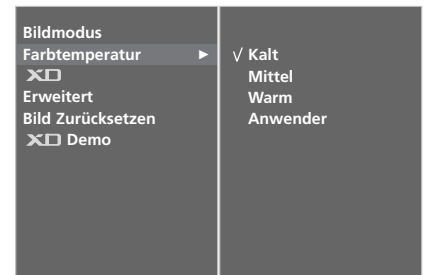 Bildmodus
Farbtemperatur ►
XD
Erweitert
Bild Zurücksetzen
XD Demo
√ Kalt
Mittel
Warm
Anwender